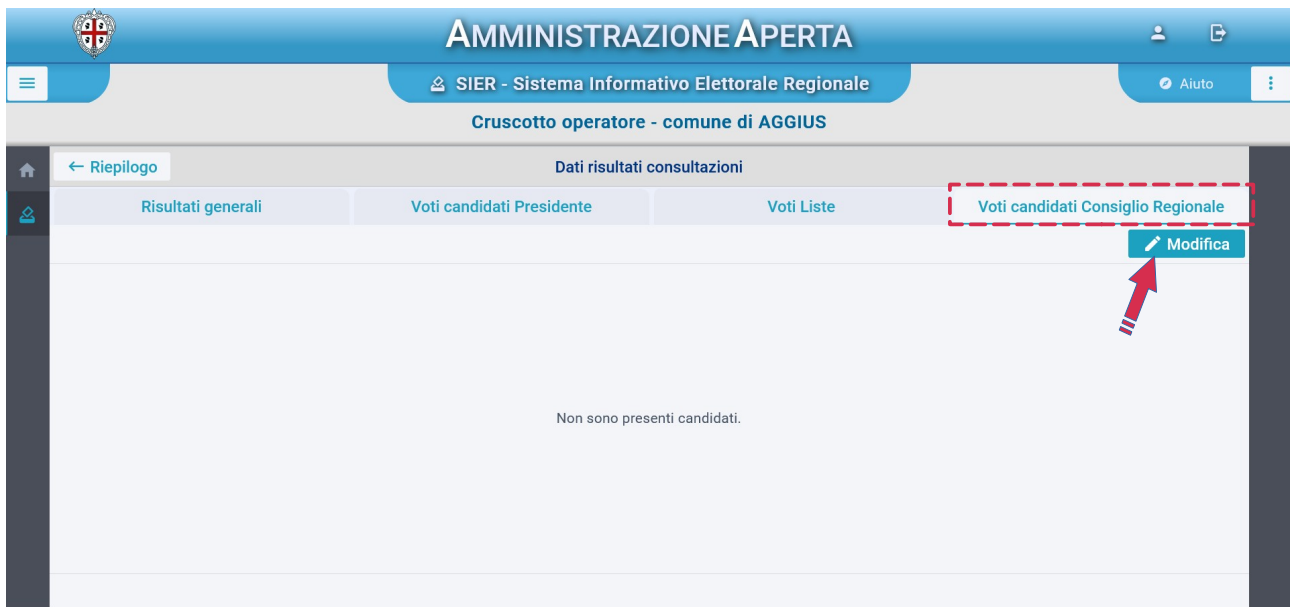 AMMINISTRAZIONE APERTA
SIER - Sistema Informativo Elettorale Regionale
Aiuto
Cruscotto operatore - comune di AGGIUS
← Riepilogo
Dati risultati consultazioni
Risultati generali
Voti candidati Presidente
Voti Liste
Voti candidati Consiglio Regionale
Modifica
Non sono presenti candidati.